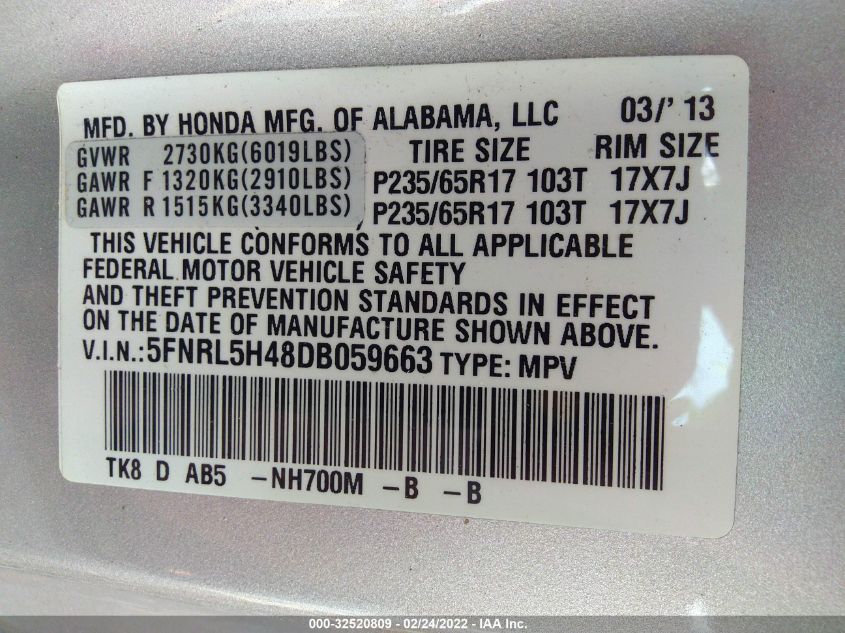 MFD. BY HONDA MFG. OF ALABAMA, LLC 03/' 13
GVWR 2730KG(6019LBS) TIRE SIZE RIM SIZE
GAWR F 1320KG(2910LBS) P235/65R17 103T 17X7J
GAWR R 1515KG(3340LBS) P235/65R17 103T 17X7J
THIS VEHICLE CONFORMS TO ALL APPLICABLE
FEDERAL MOTOR VEHICLE SAFETY
AND THEFT PREVENTION STANDARDS IN EFFECT
ON THE DATE OF MANUFACTURE SHOWN ABOVE.
V.I.N.: 5FNRL5H48DB059663 TYPE: MPV
TK8 D AB5 -NH700M -B -B
000-32520809 - 02/24/2022 - IAA Inc.